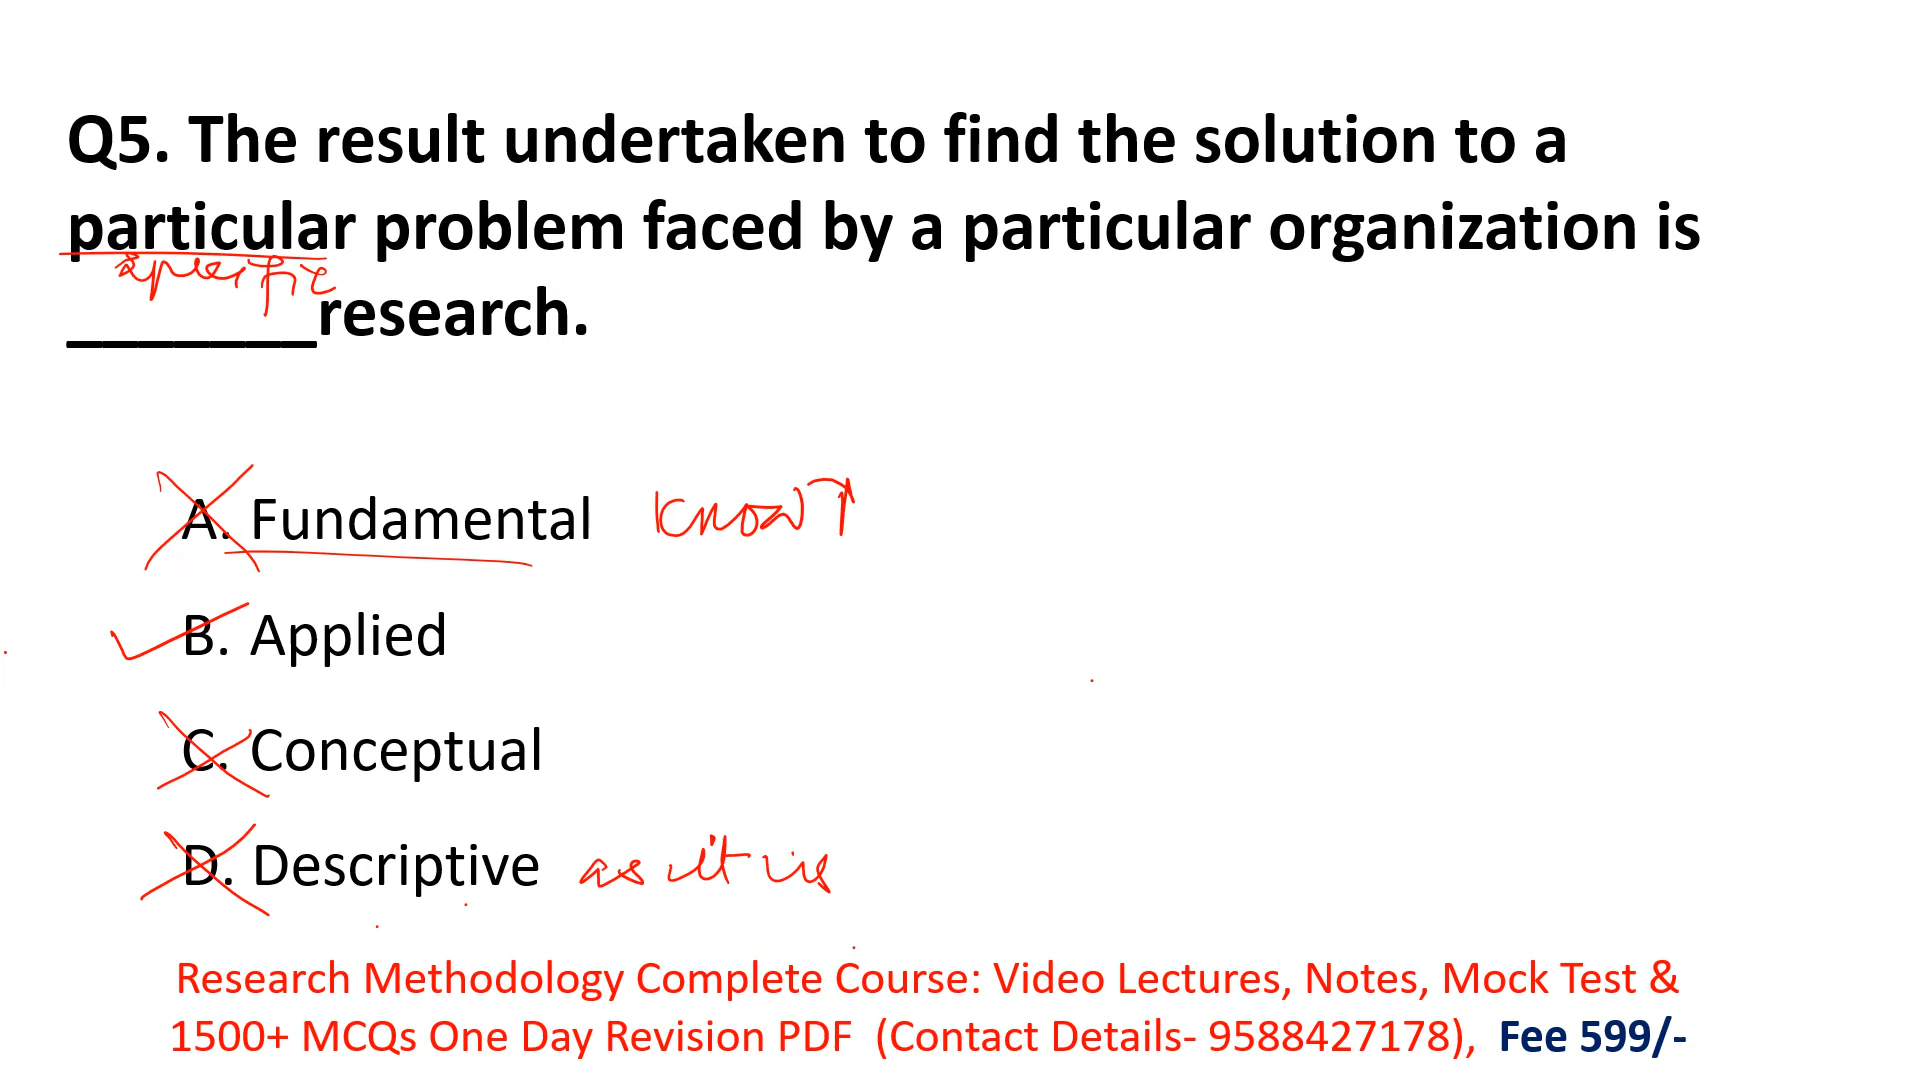 Q5. The result undertaken to find the solution to a
particular problem faced by a particular organization is
specific
_______research.
A. Fundamental know ↑
B. Applied
C. Conceptual
D. Descriptive as it is
Research Methodology Complete Course: Video Lectures, Notes, Mock Test &
1500+ MCQs One Day Revision PDF (Contact Details- 9588427178), Fee 599/-